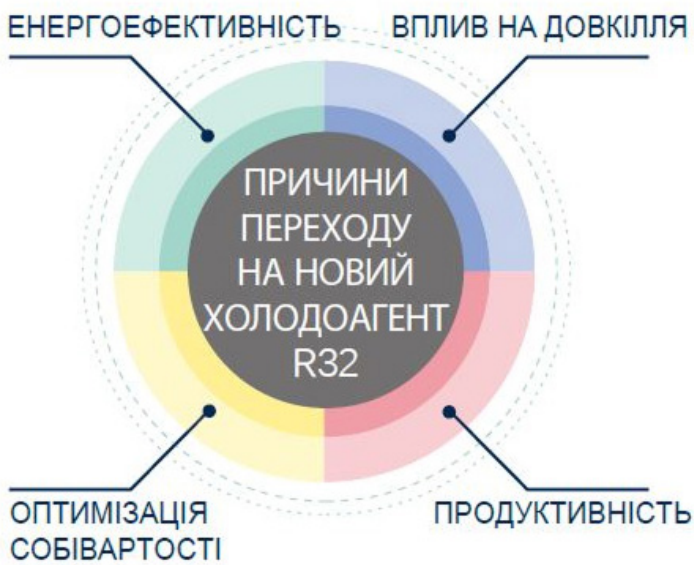 ЕНЕРГОЕФЕКТИВНІСТЬ
ВПЛИВ НА ДОВКІЛЛЯ
ПРИЧИНИ
ПЕРЕХОДУ
НА НОВИЙ
ХОЛОДОАГЕНТ
R32
ОПТИМІЗАЦІЯ
СОБІВАРТОСТІ
ПРОДУКТИВНІСТЬ